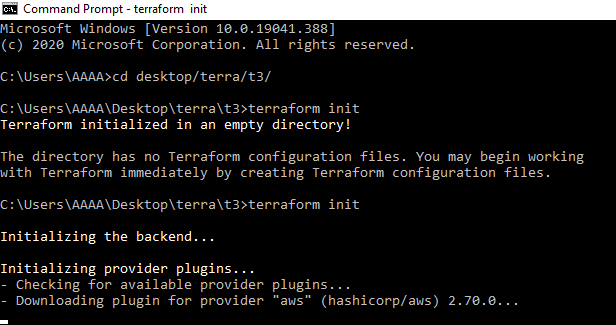 C:\. Command Prompt - terraform init
Microsoft Windows [Version 10.0.19041.388]
(c) 2020 Microsoft Corporation. All rights reserved.
C:\Users\AAAA>cd desktop/terra/t3/
C:\Users\AAAA\Desktop\terra\t3>terraform init
Terraform initialized in an empty directory!
The directory has no Terraform configuration files. You may begin working
with Terraform immediately by creating Terraform configuration files.
C:\Users\AAAA\Desktop\terra\t3>terraform init
Initializing the backend...
Initializing provider plugins...
- Checking for available provider plugins...
- Downloading plugin for provider "aws" (hashicorp/aws) 2.70.0...